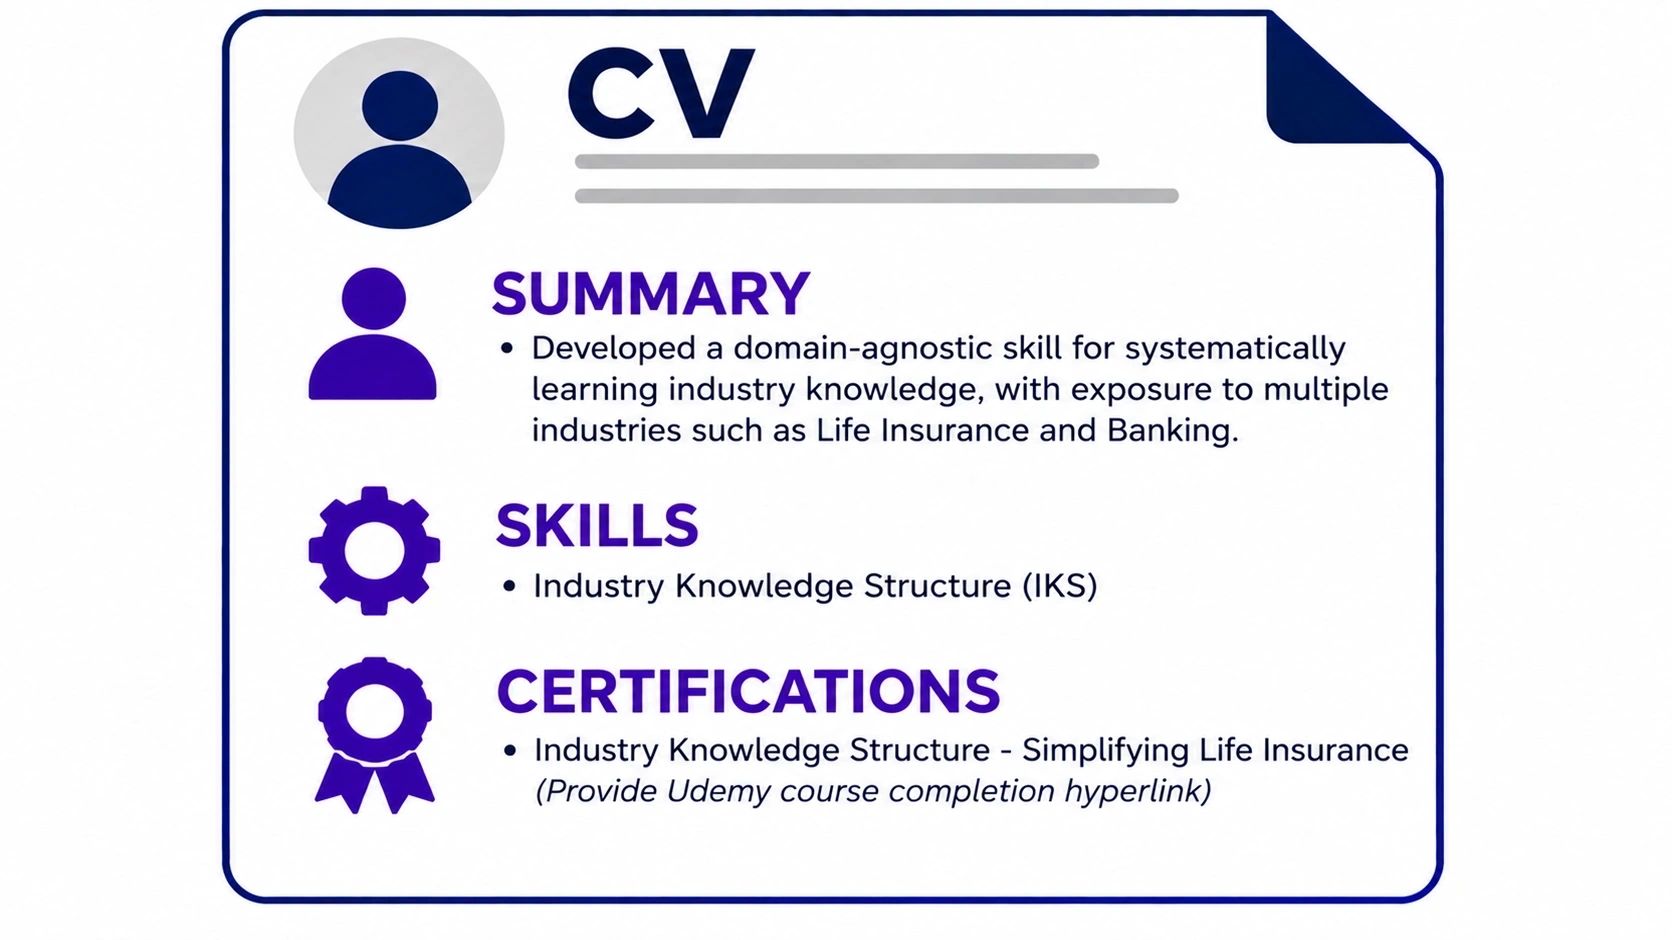 CV
SUMMARY
• Developed a domain-agnostic skill for systematically
learning industry knowledge, with exposure to multiple
industries such as Life Insurance and Banking.
SKILLS
• Industry Knowledge Structure (IKS)
CERTIFICATIONS
• Industry Knowledge Structure - Simplifying Life Insurance
(Provide Udemy course completion hyperlink)